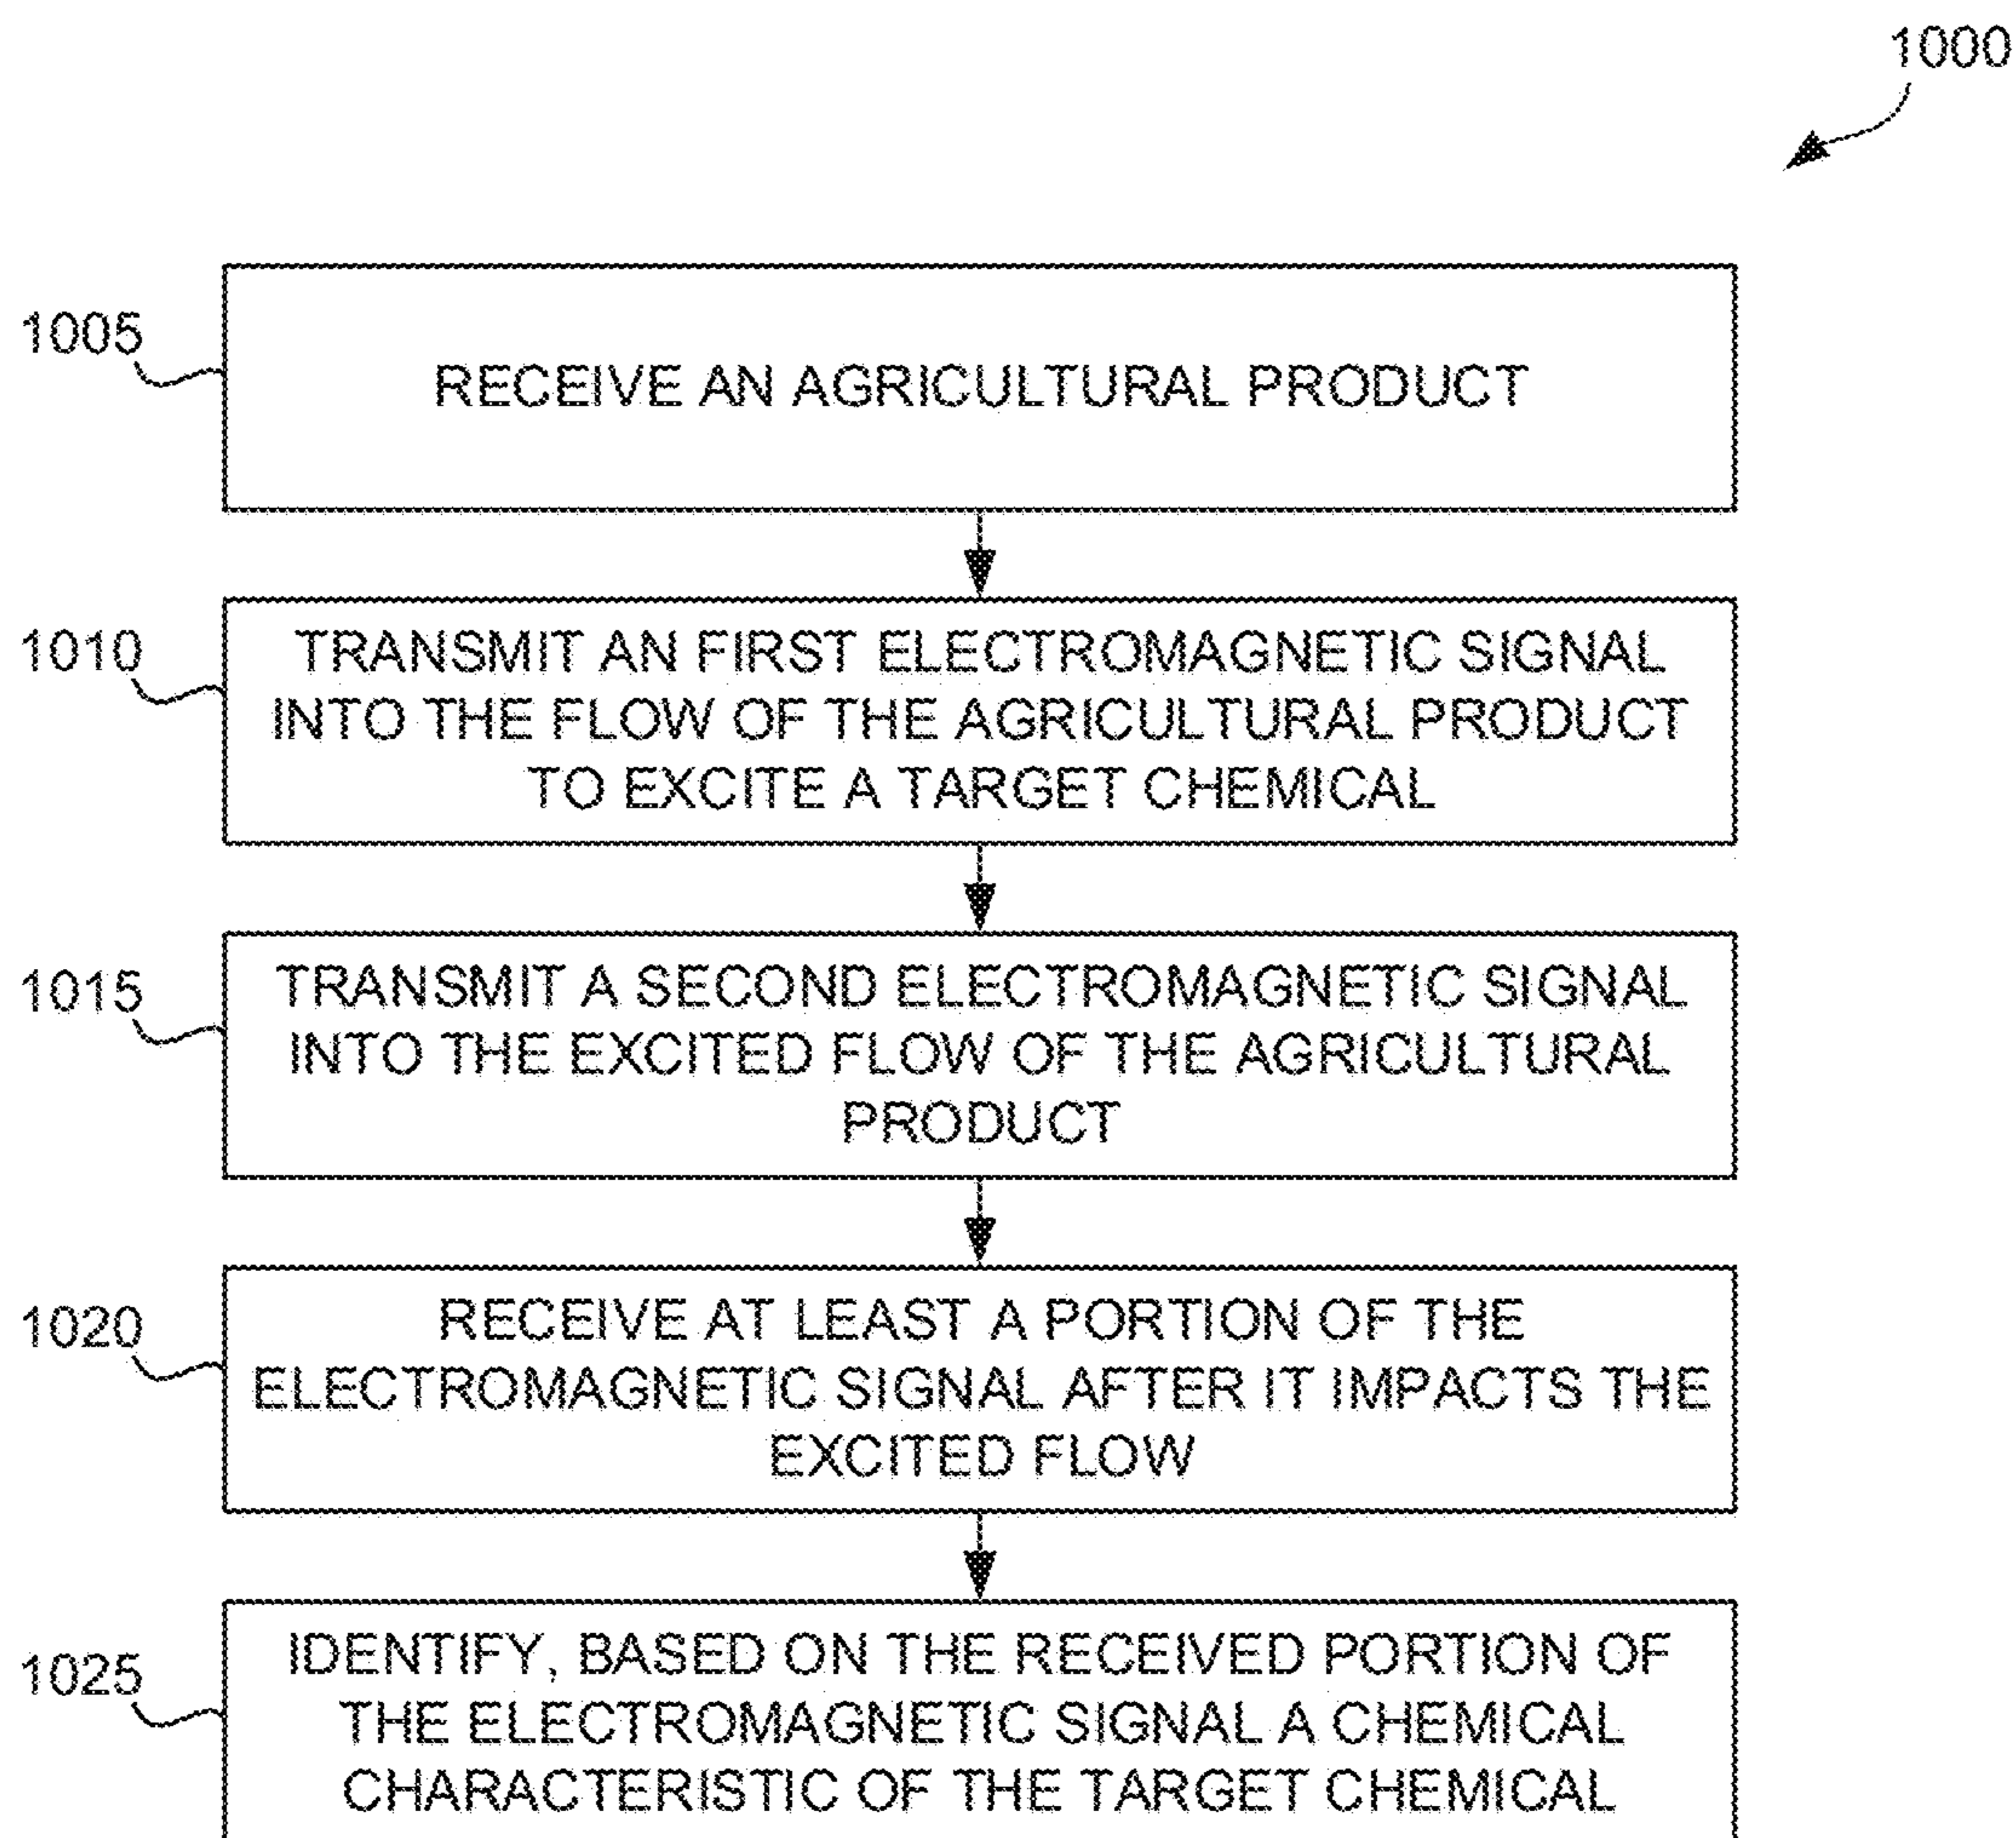 1000
1005
RECEIVE AN AGRICULTURAL PRODUCT
1010
TRANSMIT AN FIRST ELECTROMAGNETIC SIGNAL
INTO THE FLOW OF THE AGRICULTURAL PRODUCT
TO EXCITE A TARGET CHEMICAL
1015
TRANSMIT A SECOND ELECTROMAGNETIC SIGNAL
INTO THE EXCITED FLOW OF THE AGRICULTURAL
PRODUCT
1020
RECEIVE AT LEAST A PORTION OF THE
ELECTROMAGNETIC SIGNAL AFTER IT IMPACTS THE
EXCITED FLOW
1025
IDENTIFY, BASED ON THE RECEIVED PORTION OF
THE ELECTROMAGNETIC SIGNAL A CHEMICAL
CHARACTERISTIC OF THE TARGET CHEMICAL